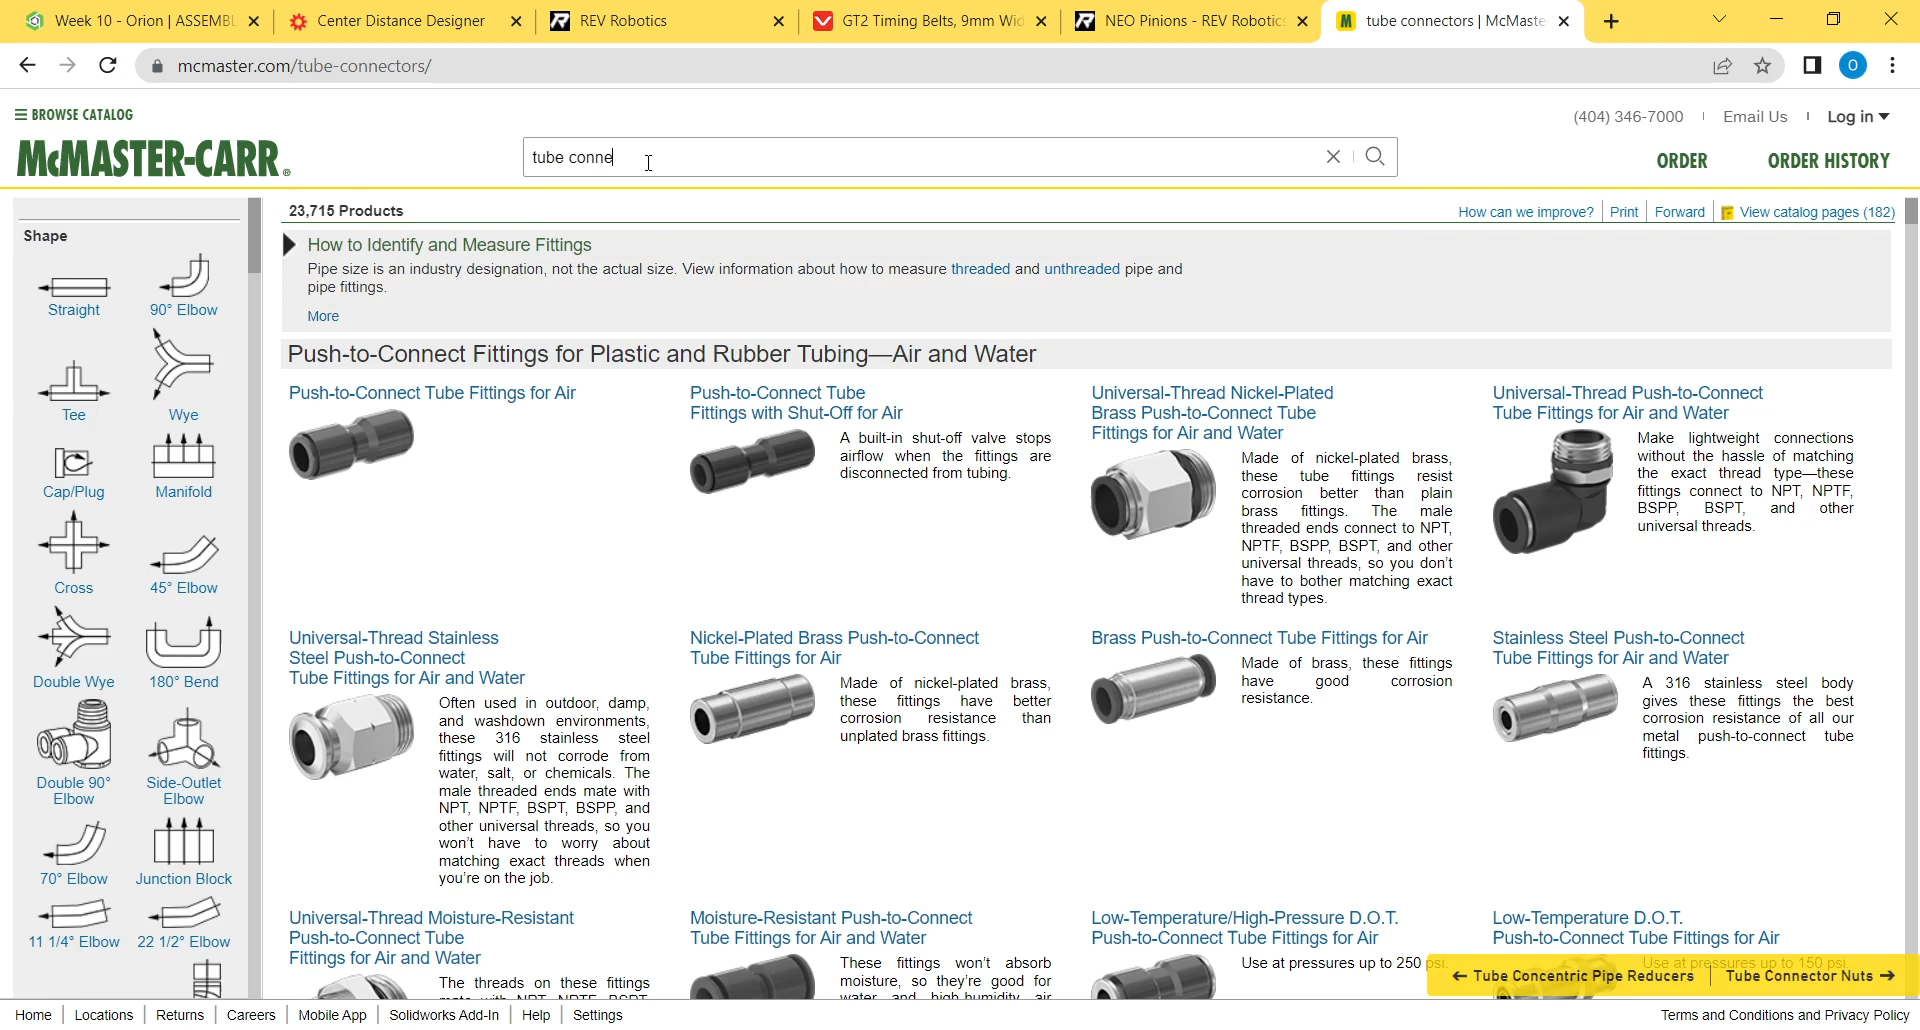 Week 10 - Orion | ASSEMBL
Center Distance Designer
REV Robotics
GT2 Timing Belts, 9mm Wid
NEO Pinions - REV Robotics
tube connectors | McMaste
mcmaster.com/tube-connectors/
O
BROWSE CATALOG
(404) 346-7000
Email Us
Log in
McMASTER-CARR®
tube conne
ORDER
ORDER HISTORY
23,715 Products
How can we improve?
Print
Forward
View catalog pages (182)
Shape
Straight
90° Elbow
Tee
Wye
Cap/Plug
Manifold
Cross
45° Elbow
Double Wye
180° Bend
Double 90°
Elbow
Side-Outlet
Elbow
70° Elbow
Junction Block
11 1/4° Elbow
22 1/2° Elbow
How to Identify and Measure Fittings
Pipe size is an industry designation, not the actual size. View information about how to measure threaded and unthreaded pipe and
pipe fittings.
More
Push-to-Connect Fittings for Plastic and Rubber Tubing—Air and Water
Push-to-Connect Tube Fittings for Air
Push-to-Connect Tube
Fittings with Shut-Off for Air
A built-in shut-off valve stops
airflow when the fittings are
disconnected from tubing.
Universal-Thread Nickel-Plated
Brass Push-to-Connect Tube
Fittings for Air and Water
Made of nickel-plated brass,
these tube fittings resist
corrosion better than plain
brass fittings. The male
threaded ends connect to NPT,
NPTF, BSPP, BSPT, and other
universal threads, so you don't
have to bother matching exact
thread types.
Universal-Thread Push-to-Connect
Tube Fittings for Air and Water
Make lightweight connections
without the hassle of matching
the exact thread type—these
fittings connect to NPT, NPTF,
BSPP, BSPT, and other
universal threads.
Universal-Thread Stainless
Steel Push-to-Connect
Tube Fittings for Air and Water
Often used in outdoor, damp,
and washdown environments,
these 316 stainless steel
fittings will not corrode from
water, salt, or chemicals. The
male threaded ends mate with
NPT, NPTF, BSPT, BSPP, and
other universal threads, so you
won't have to worry about
matching exact threads when
you're on the job.
Nickel-Plated Brass Push-to-Connect
Tube Fittings for Air
Made of nickel-plated brass,
these fittings have better
corrosion resistance than
unplated brass fittings.
Brass Push-to-Connect Tube Fittings for Air
Made of brass, these fittings
have good corrosion
resistance.
Stainless Steel Push-to-Connect
Tube Fittings for Air and Water
A 316 stainless steel body
gives these fittings the best
corrosion resistance of all our
metal push-to-connect tube
fittings.
Universal-Thread Moisture-Resistant
Push-to-Connect Tube
Fittings for Air and Water
The threads on these fittings
mate with NPT, NPTF, BSPT,
Moisture-Resistant Push-to-Connect
Tube Fittings for Air and Water
These fittings won't absorb
moisture, so they're good for
water and high-humidity air
Low-Temperature/High-Pressure D.O.T.
Push-to-Connect Tube Fittings for Air
Use at pressures up to 250 psi.
Low-Temperature D.O.T.
Push-to-Connect Tube Fittings for Air
Use at pressures up to 150 psi.
← Tube Concentric Pipe Reducers
Tube Connector Nuts →
Home
Locations
Returns
Careers
Mobile App
Solidworks Add-In
Help
Settings
Terms and Conditions and Privacy Policy